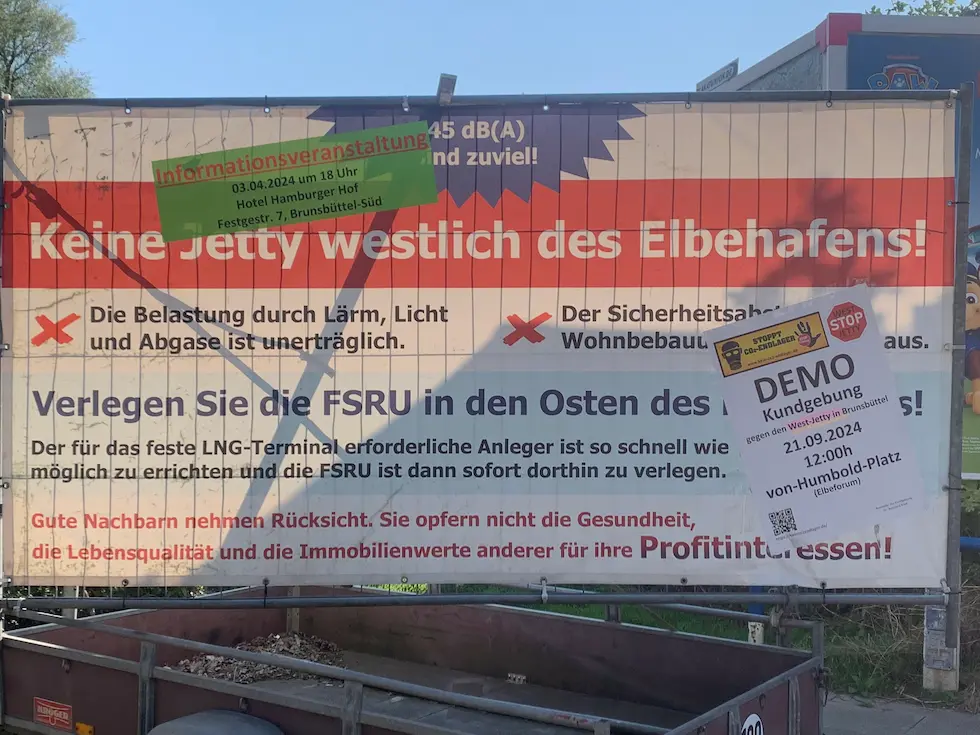 45 dB(A)
nd zuviel!
Informationsveranstaltung
03.04.2024 um 18 Uhr
Hotel Hamburger Hof
Festgestr. 7, Brunsbüttel-Süd
Keine Jetty westlich des Elbehafens!
Die Belastung durch Lärm, Licht
und Abgase ist unerträglich.
Der Sicherheitsab
Wohnbebau aus.
Verlegen Sie die FSRU in den Osten des s!
Der für das feste LNG-Terminal erforderliche Anleger ist so schnell wie
möglich zu errichten und die FSRU ist dann sofort dorthin zu verlegen.
Gute Nachbarn nehmen Rücksicht. Sie opfern nicht die Gesundheit,
die Lebensqualität und die Immobilienwerte anderer für ihre Profitinteressen!
STOPPT
CO₂-ENDLAGER
STOP
DEMO
Kundgebung
gegen den West-Jetty in Brunsbüttel
21.09.2024
12:00h
von-Humbold-Platz
(Elbeforum)
PAW